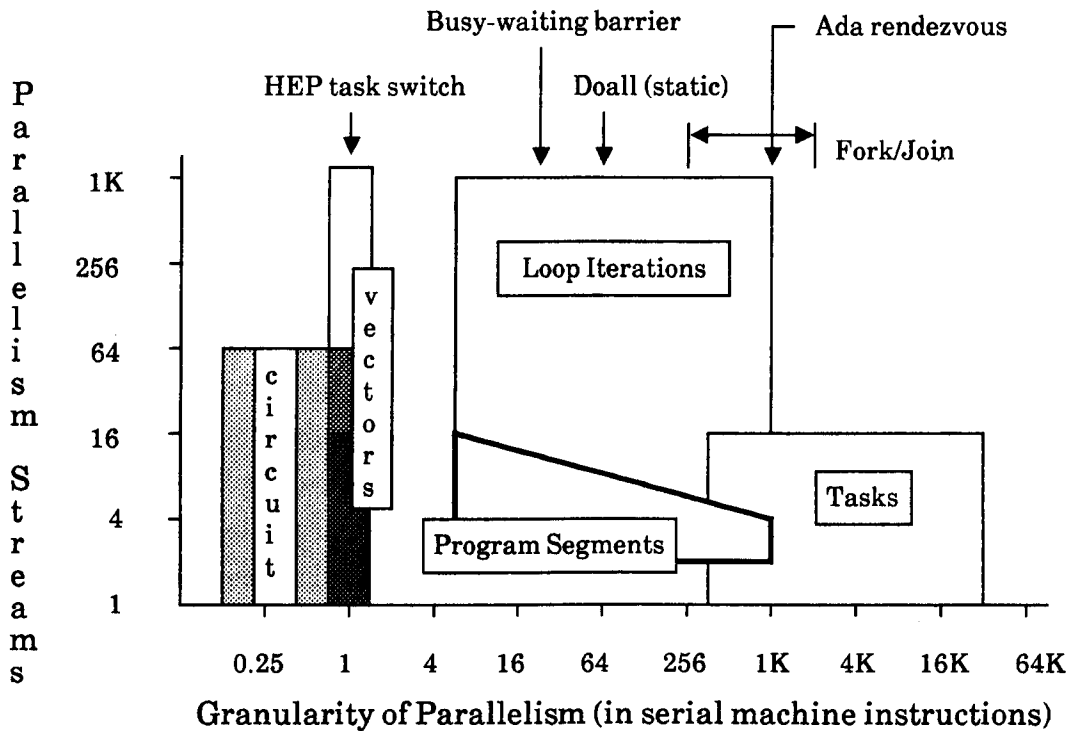 Busy-waiting barrier
Ada rendezvous
HEP task switch
Doall (static)
Fork/Join
Parallelism Streams
1K
256
64
16
4
1
Loop Iterations
vectors
circuit
Tasks
Program Segments
0.25 1 4 16 64 256 1K 4K 16K 64K
Granularity of Parallelism (in serial machine instructions)